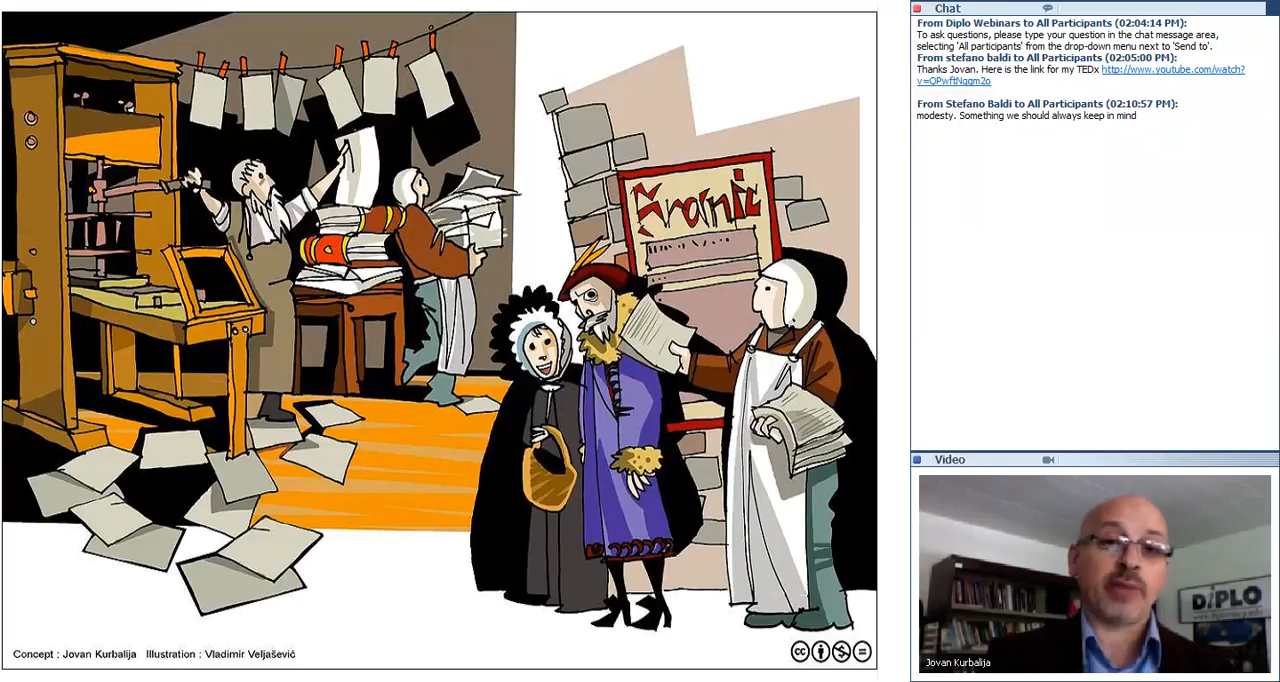 Concept : Jovan Kurbalija Illustration : Vladimir Veljašević
Chat
From Diplo Webinars to All Participants (02:04:14 PM):
To ask questions, please type your question in the chat message area,
selecting 'All participants' from the drop-down menu next to 'Send to'.
From stefano baldi to All Participants (02:05:00 PM):
Thanks Jovan. Here is the link for my TEDx http://www.youtube.com/watch?
v=QPwftNqgm2o
From Stefano Baldi to All Participants (02:10:57 PM):
modesty. Something we should always keep in mind
Video
DiPLO
Jovan Kurbalija